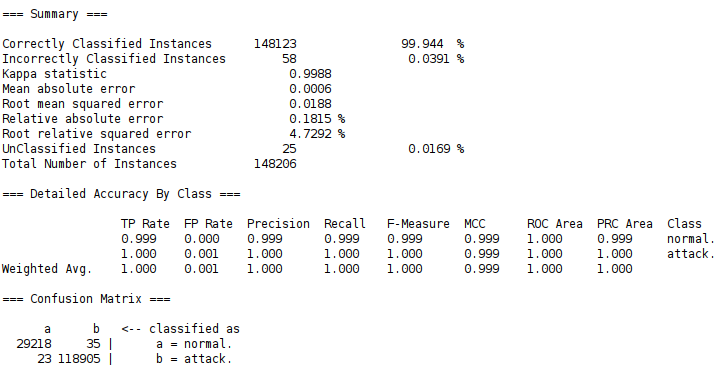 === Summary ===
Correctly Classified Instances 148123 99.944 %
Incorrectly Classified Instances 58 0.0391 %
Kappa statistic 0.9988
Mean absolute error 0.0006
Root mean squared error 0.0188
Relative absolute error 0.1815 %
Root relative squared error 4.7292 %
UnClassified Instances 25 0.0169 %
Total Number of Instances 148206
=== Detailed Accuracy By Class ===
TP Rate FP Rate Precision Recall F-Measure MCC ROC Area PRC Area Class
0.999 0.000 0.999 0.999 0.999 0.999 1.000 0.999 normal.
1.000 0.001 1.000 1.000 1.000 0.999 1.000 1.000 attack.
Weighted Avg. 1.000 0.001 1.000 1.000 1.000 0.999 1.000 1.000
=== Confusion Matrix ===
a b <-- classified as
29218 35 | a = normal.
23 118905 | b = attack.